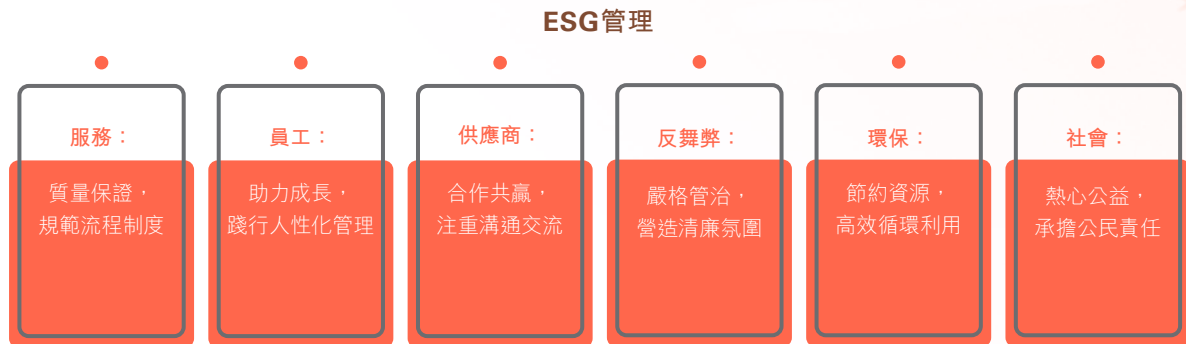 ESG管理
服務：
質量保證，
規範流程制度
員工：
助力成長，
踐行人性化管理
供應商：
合作共贏，
注重溝通交流
反舞弊：
嚴格管治，
營造清廉氛圍
環保：
節約資源，
高效循環利用
社會：
熱心公益，
承擔公民責任